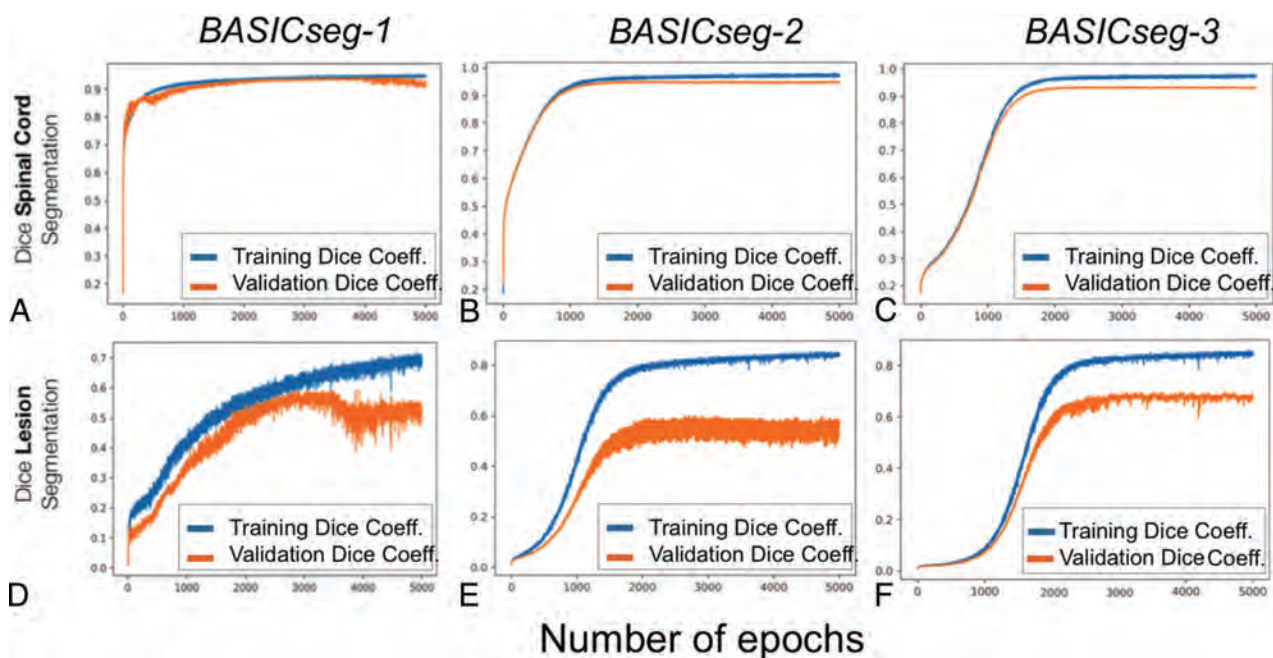 BASICseg-1 BASICseg-2 BASICseg-3
Dice Spinal Cord
Segmentation
0.9
0.8
0.7
0.6
0.5
0.4
0.3
0.2
Training Dice Coeff.
Validation Dice Coeff.
A
0 1000 2000 3000 4000 5000
1.0
0.9
0.8
0.7
0.6
0.5
0.4
0.3
0.2
Training Dice Coeff.
Validation Dice Coeff.
B
0 1000 2000 3000 4000 5000
1.0
0.9
0.8
0.7
0.6
0.5
0.4
0.3
0.2
Training Dice Coeff.
Validation Dice Coeff.
C
0 1000 2000 3000 4000 5000
Dice Lesion
Segmentation
0.7
0.6
0.5
0.4
0.3
0.2
0.1
0.0
Training Dice Coeff.
Validation Dice Coeff.
D
0 1000 2000 3000 4000 5000
0.8
0.6
0.4
0.2
0.0
Training Dice Coeff.
Validation Dice Coeff.
E
0 1000 2000 3000 4000 5000
0.8
0.6
0.4
0.2
0.0
Training Dice Coeff.
Validation Dice Coeff.
F
0 1000 2000 3000 4000 5000
Number of epochs